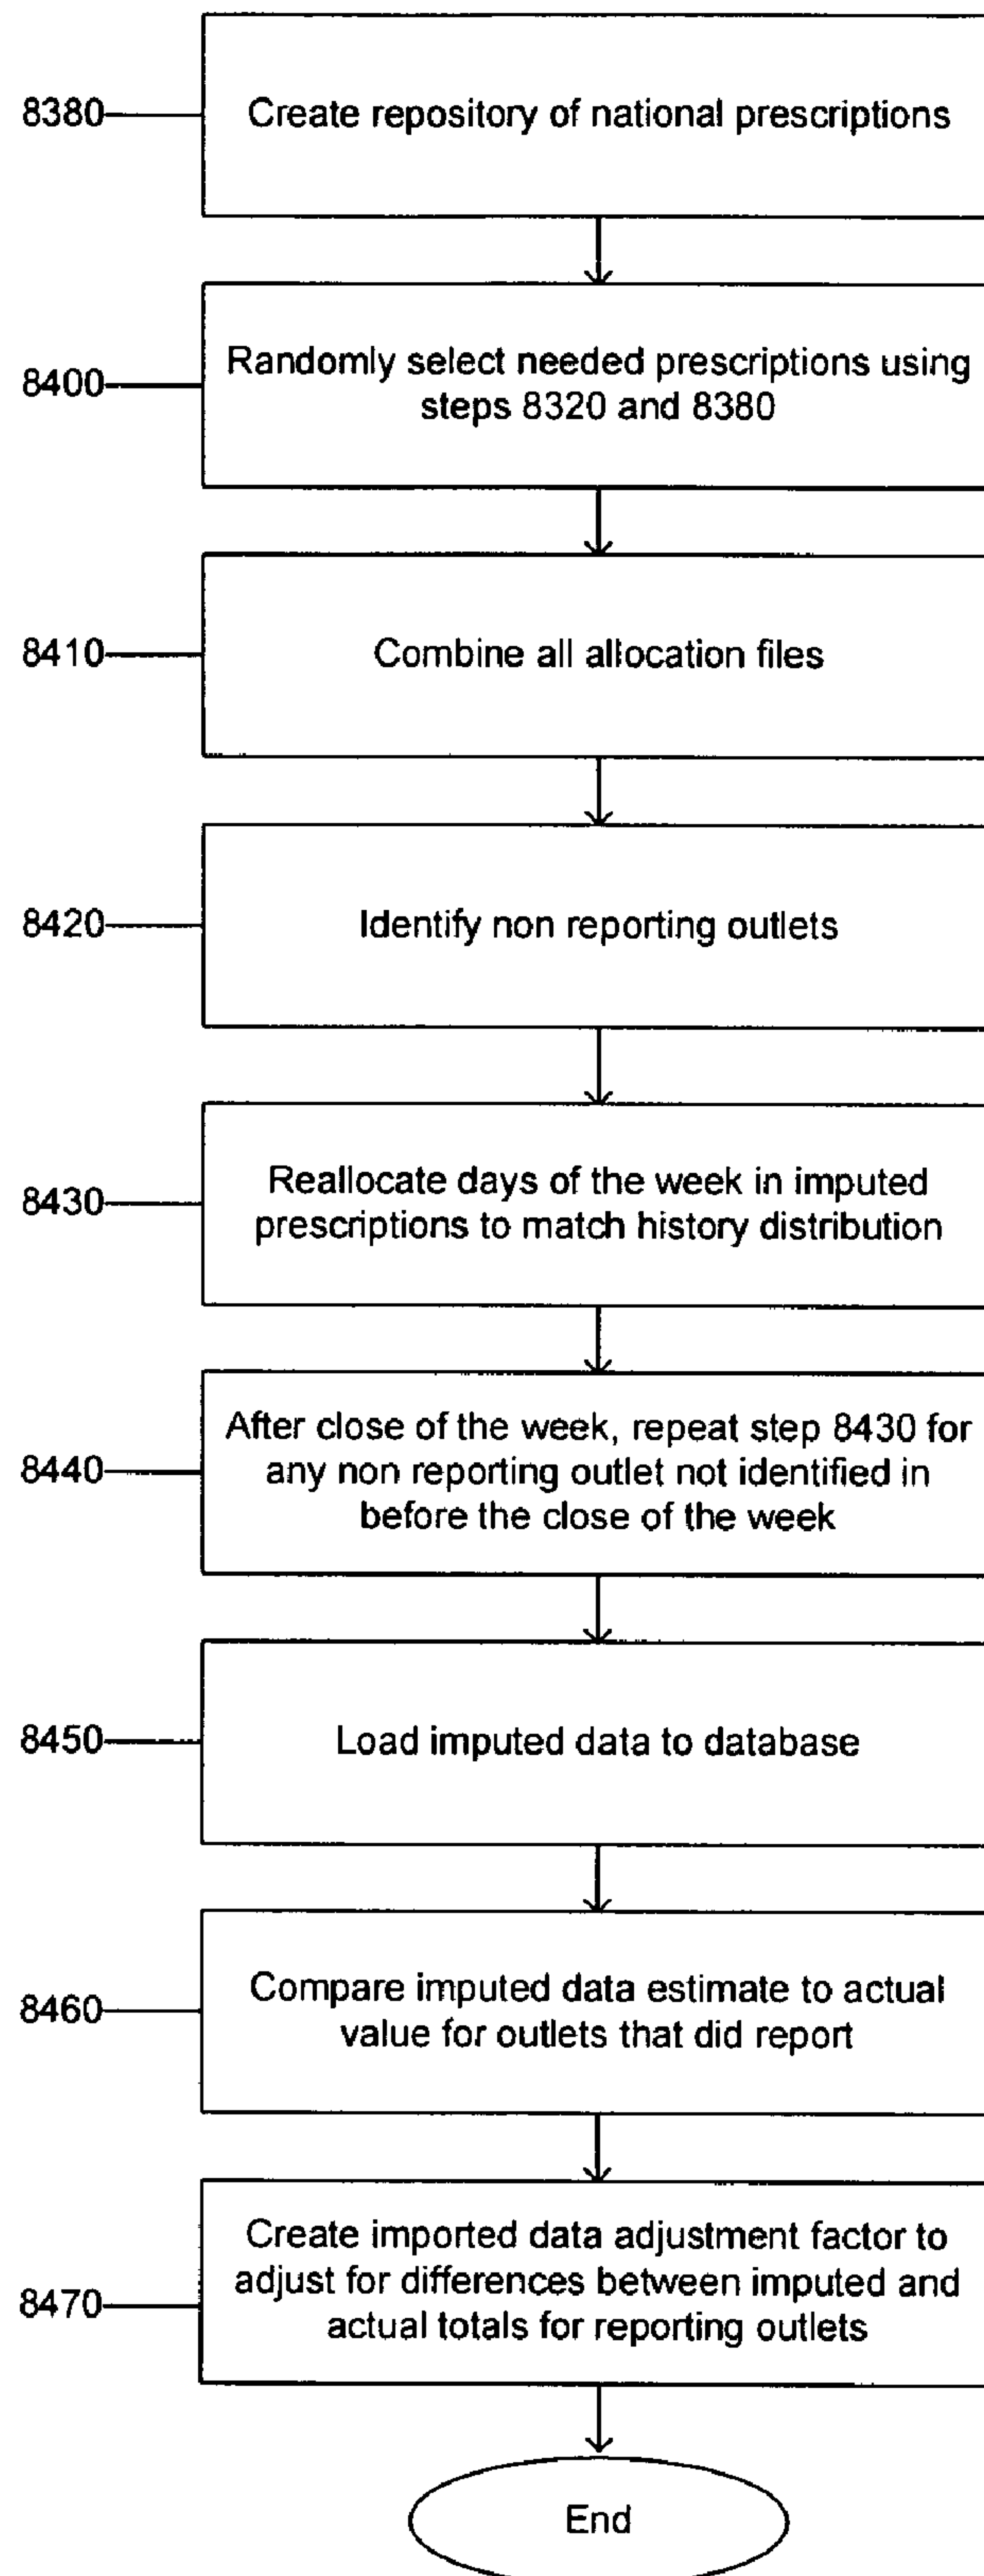 8380
Create repository of national prescriptions
8400
Randomly select needed prescriptions using
steps 8320 and 8380
8410
Combine all allocation files
8420
Identify non reporting outlets
8430
Reallocate days of the week in imputed
prescriptions to match history distribution
8440
After close of the week, repeat step 8430 for
any non reporting outlet not identified in
before the close of the week
8450
Load imputed data to database
8460
Compare imputed data estimate to actual
value for outlets that did report
8470
Create imported data adjustment factor to
adjust for differences between imputed and
actual totals for reporting outlets
End